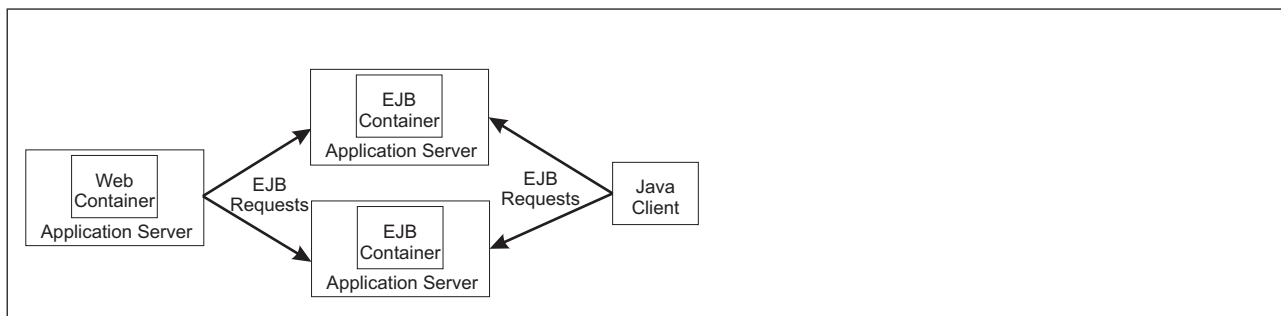 EJB
Container
Application Server
Web
Container
Application Server
EJB
Requests
EJB
Requests
Java
Client
EJB
Container
Application Server